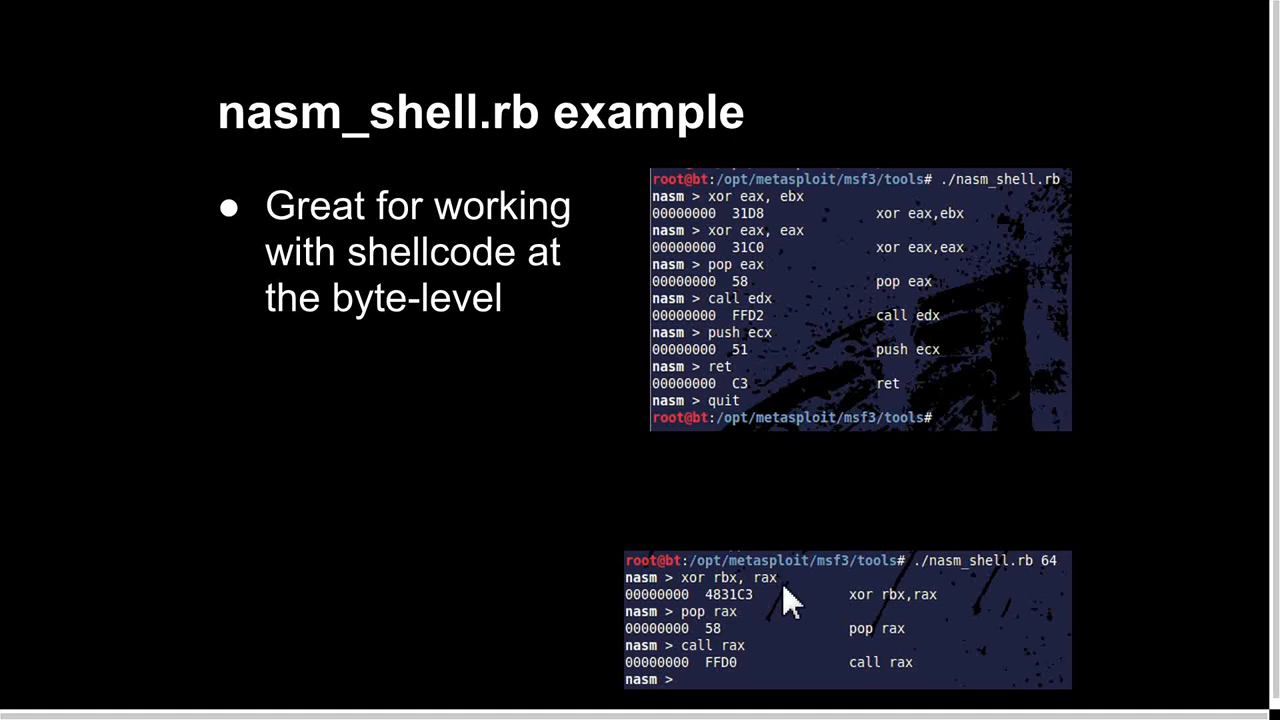 nasm_shell.rb example
● Great for working
with shellcode at
the byte-level
root@bt:/opt/metasploit/msf3/tools# ./nasm_shell.rb
nasm > xor eax, ebx
00000000  31D8              xor eax,ebx
nasm > xor eax, eax
00000000  31C0              xor eax,eax
nasm > pop eax
00000000  58                pop eax
nasm > call edx
00000000  FFD2              call edx
nasm > push ecx
00000000  51                push ecx
nasm > ret
00000000  C3                ret
nasm > quit
root@bt:/opt/metasploit/msf3/tools#
root@bt:/opt/metasploit/msf3/tools# ./nasm_shell.rb 64
nasm > xor rbx, rax
00000000  4831C3            xor rbx,rax
nasm > pop rax
00000000  58                pop rax
nasm > call rax
00000000  FFD0              call rax
nasm >